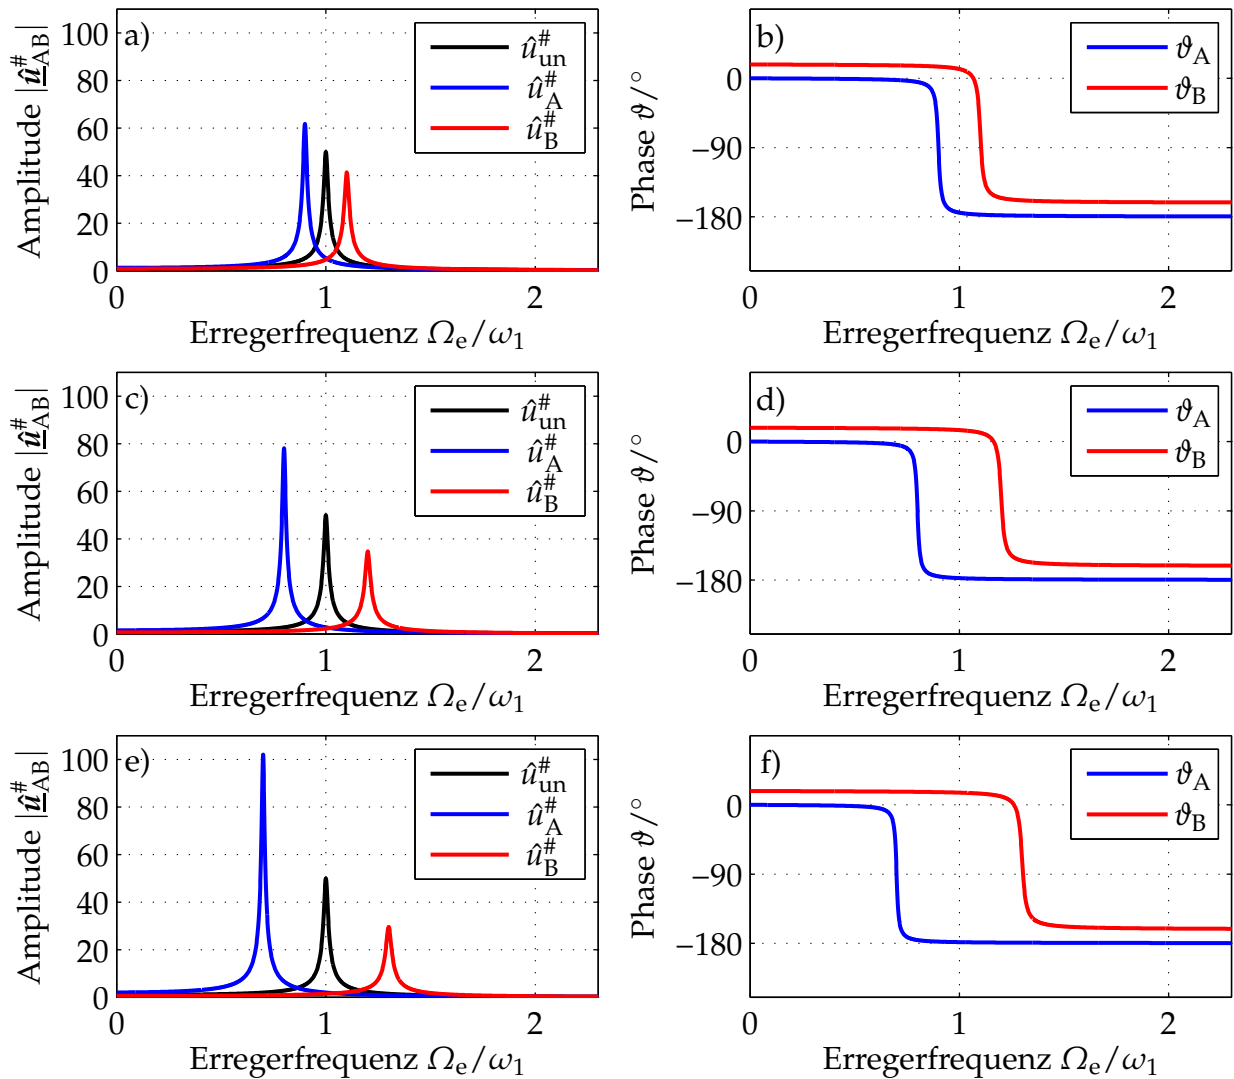 a)
Amplitude |û#AB|
100
80
60
40
20
0
0 1 2
Erregerfrequenz Ωe/ω1
û#un
û#A
û#B
b)
Phase ϑ/°
0
−90
−180
0 1 2
Erregerfrequenz Ωe/ω1
ϑA
ϑB
c)
Amplitude |û#AB|
100
80
60
40
20
0
0 1 2
Erregerfrequenz Ωe/ω1
û#un
û#A
û#B
d)
Phase ϑ/°
0
−90
−180
0 1 2
Erregerfrequenz Ωe/ω1
ϑA
ϑB
e)
Amplitude |û#AB|
100
80
60
40
20
0
0 1 2
Erregerfrequenz Ωe/ω1
û#un
û#A
û#B
f)
Phase ϑ/°
0
−90
−180
0 1 2
Erregerfrequenz Ωe/ω1
ϑA
ϑB